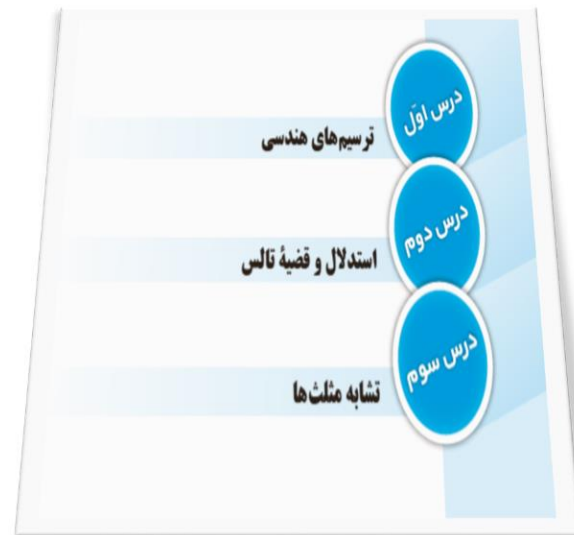 درس اوّل
ترسیم‌های هندسی
درس دوم
استدلال و قضیهٔ تالس
درس سوم
تشابه مثلث‌ها